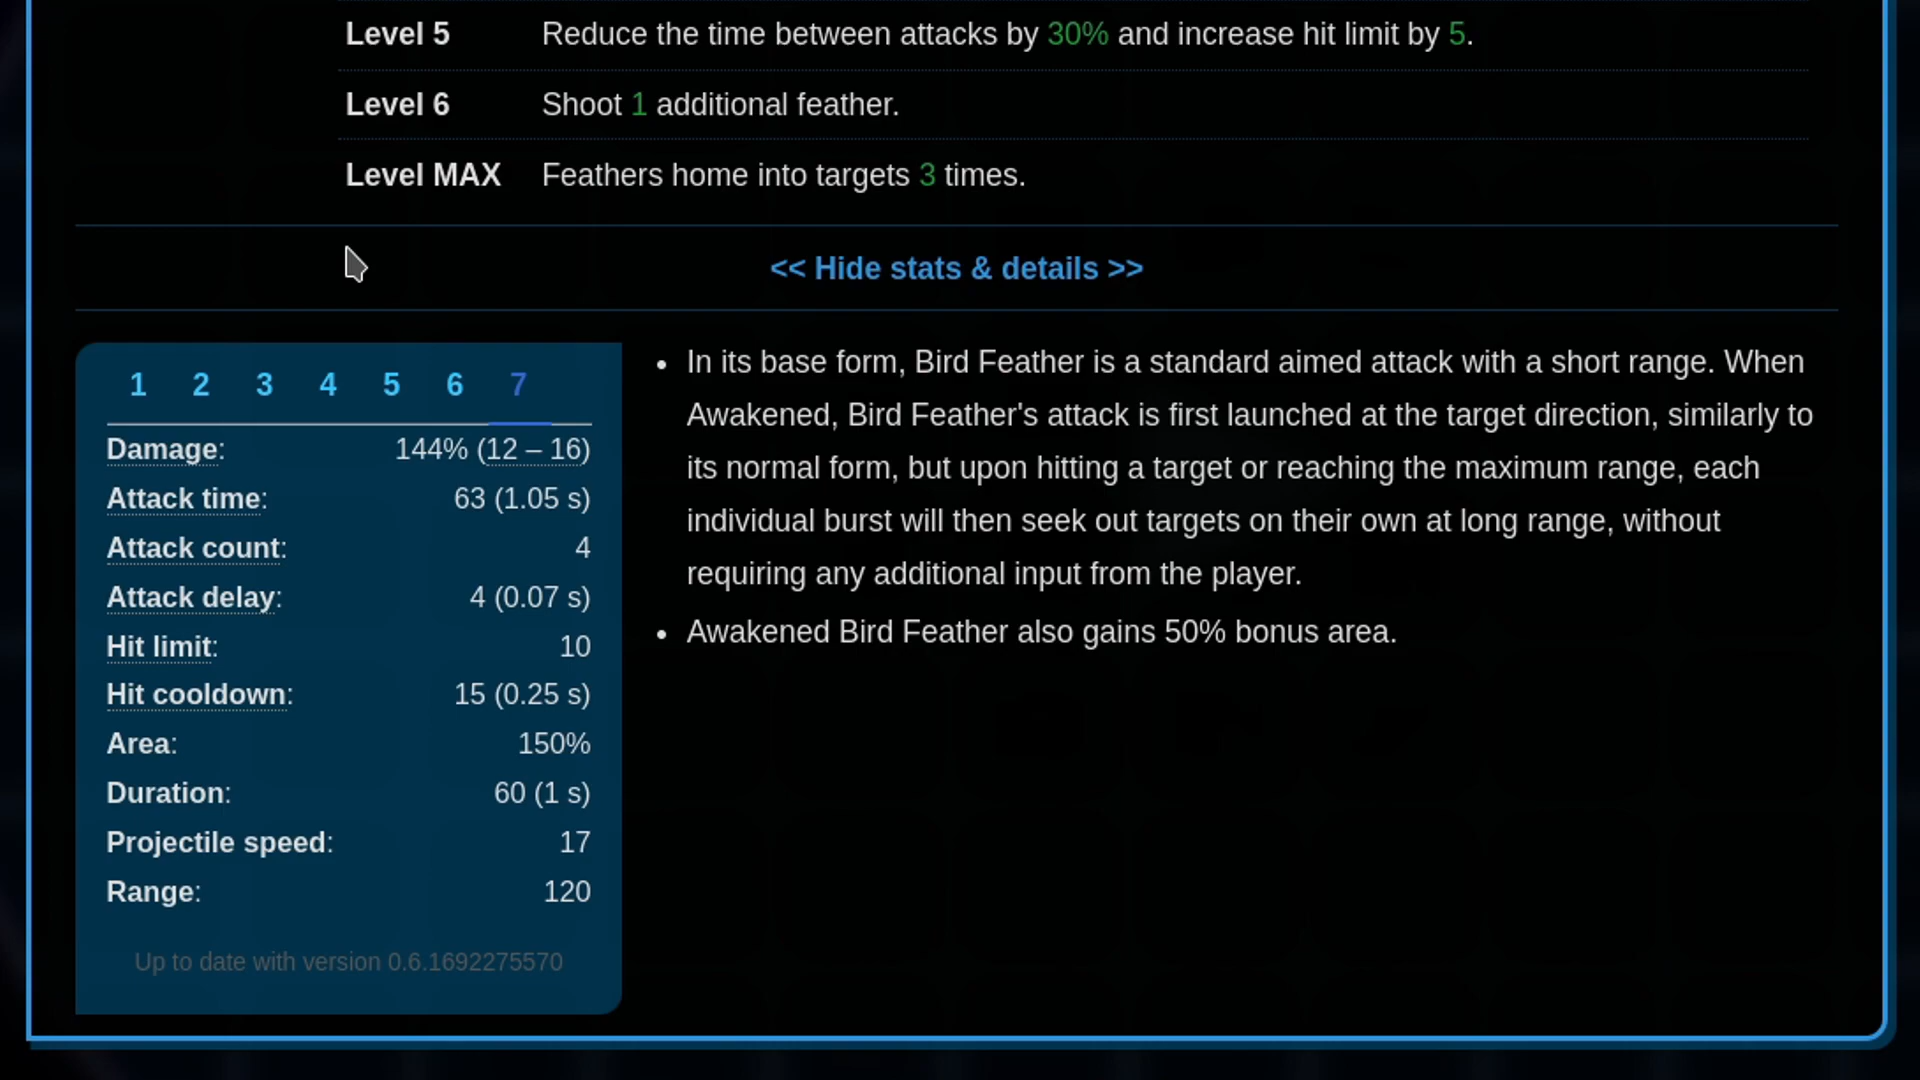 Level 5 Reduce the time between attacks by 30% and increase hit limit by 5.
Level 6 Shoot 1 additional feather.
Level MAX Feathers home into targets 3 times.
<< Hide stats & details >>
1 2 3 4 5 6 7
Damage: 144% (12 – 16)
Attack time: 63 (1.05 s)
Attack count: 4
Attack delay: 4 (0.07 s)
Hit limit: 10
Hit cooldown: 15 (0.25 s)
Area: 150%
Duration: 60 (1 s)
Projectile speed: 17
Range: 120
Up to date with version 0.6.1692275570
• In its base form, Bird Feather is a standard aimed attack with a short range. When
Awakened, Bird Feather's attack is first launched at the target direction, similarly to
its normal form, but upon hitting a target or reaching the maximum range, each
individual burst will then seek out targets on their own at long range, without
requiring any additional input from the player.
• Awakened Bird Feather also gains 50% bonus area.